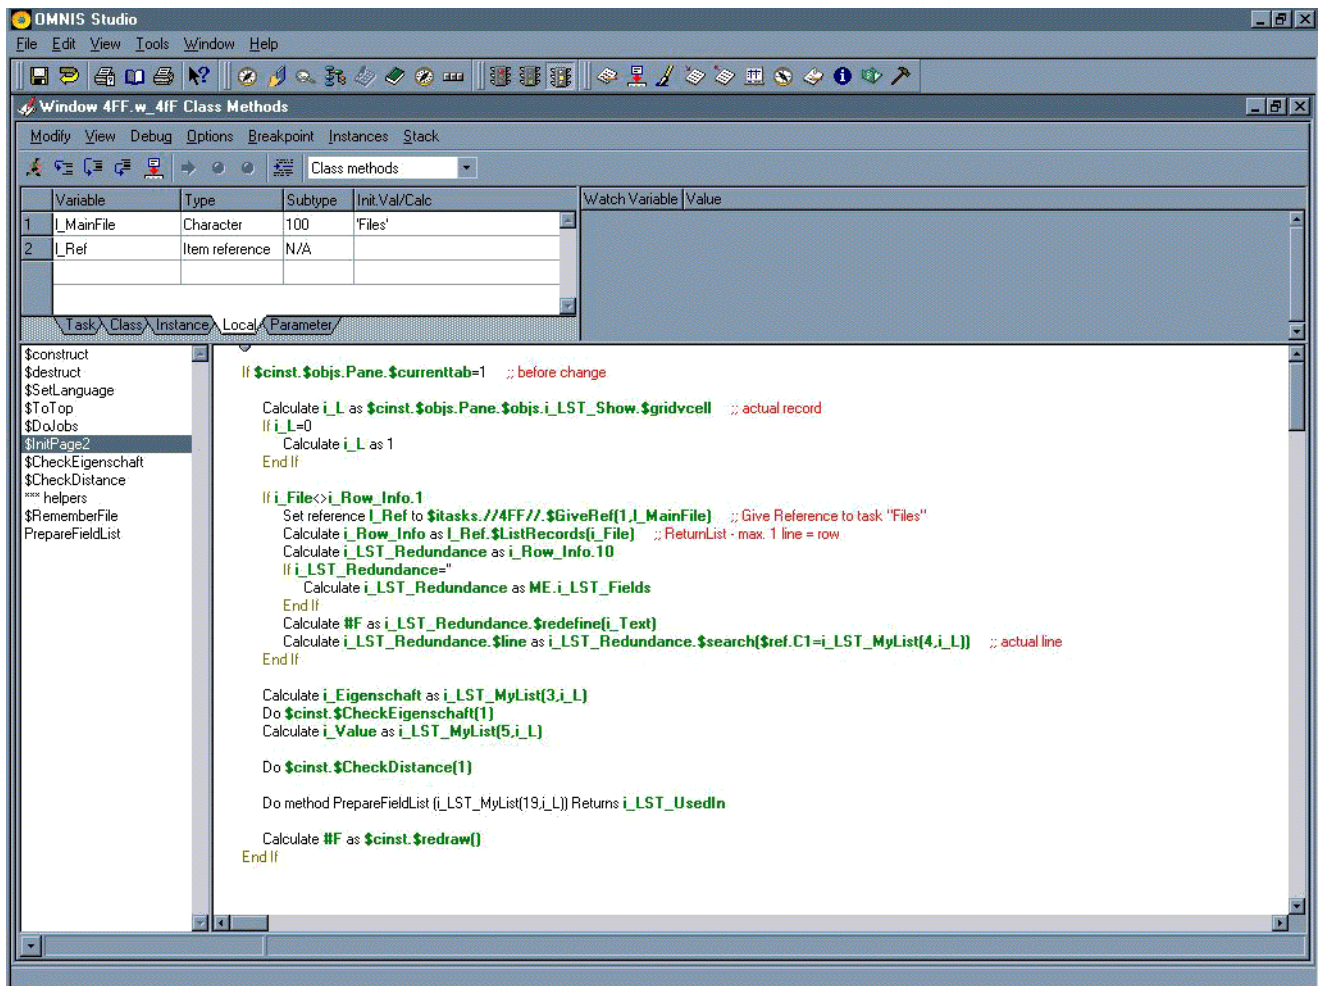 OMNIS Studio
File Edit View Tools Window Help
Window 4FF.w_4fF Class Methods
Modify View Debug Options Breakpoint Instances Stack
Class methods
Variable Type Subtype Init.Val/Calc
1 l_MainFile Character 100 'Files'
2 l_Ref Item reference N/A
Task Class Instance Local Parameter
Watch Variable Value
$construct
$destruct
$SetLanguage
$ToTop
$DoJobs
$InitPage2
$CheckEigenschaft
$CheckDistance
*** helpers
$RememberFile
PrepareFieldList
If $cinst.$objs.Pane.$currenttab=1 ;; before change
Calculate i_L as $cinst.$objs.Pane.$objs.i_LST_Show.$gridvcell ;; actual record
If i_L=0
Calculate i_L as 1
End If
If i_File<>i_Row_Info.1
Set reference l_Ref to $itasks.//4FF//.$GiveRef(1,l_MainFile) ;; Give Reference to task "Files"
Calculate i_Row_Info as l_Ref.$ListRecords(i_File) ;; ReturnList - max. 1 line = row
Calculate i_LST_Redundance as i_Row_Info.10
If i_LST_Redundance=''
Calculate i_LST_Redundance as ME.i_LST_Fields
End If
Calculate #F as i_LST_Redundance.$redefine(i_Text)
Calculate i_LST_Redundance.$line as i_LST_Redundance.$search($ref.C1=i_LST_MyList(4,i_L)) ;; actual line
End If
Calculate i_Eigenschaft as i_LST_MyList(3,i_L)
Do $cinst.$CheckEigenschaft(1)
Calculate i_Value as i_LST_MyList(5,i_L)
Do $cinst.$CheckDistance(1)
Do method PrepareFieldList (i_LST_MyList(19,i_L)) Returns i_LST_UsedIn
Calculate #F as $cinst.$redraw()
End If